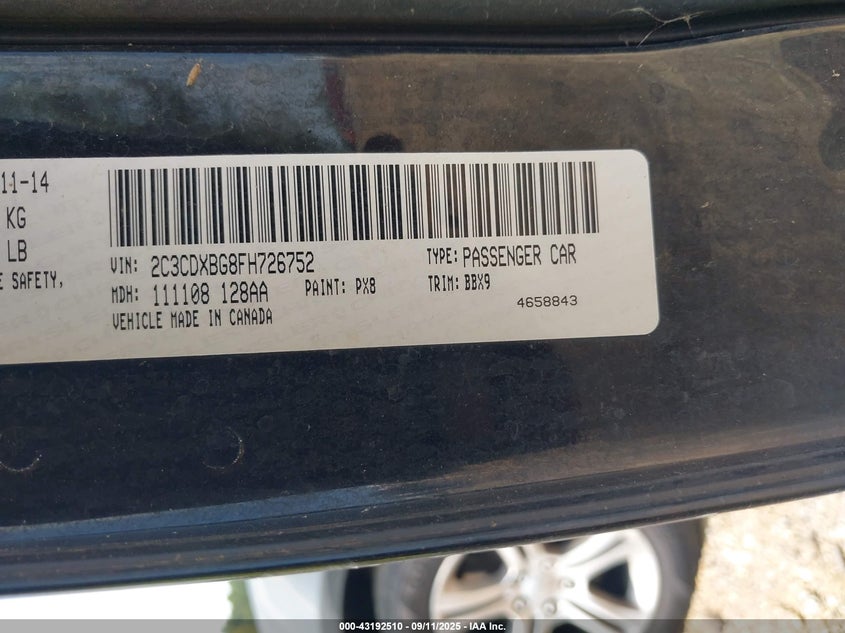 11-14
KG
LB
E SAFETY,
VIN: 2C3CDXBG8FH726752
TYPE: PASSENGER CAR
MDH: 111108 128AA
PAINT: PX8
TRIM: BBX9
VEHICLE MADE IN CANADA
4658843
000-43192510 - 09/11/2025 - IAA Inc.